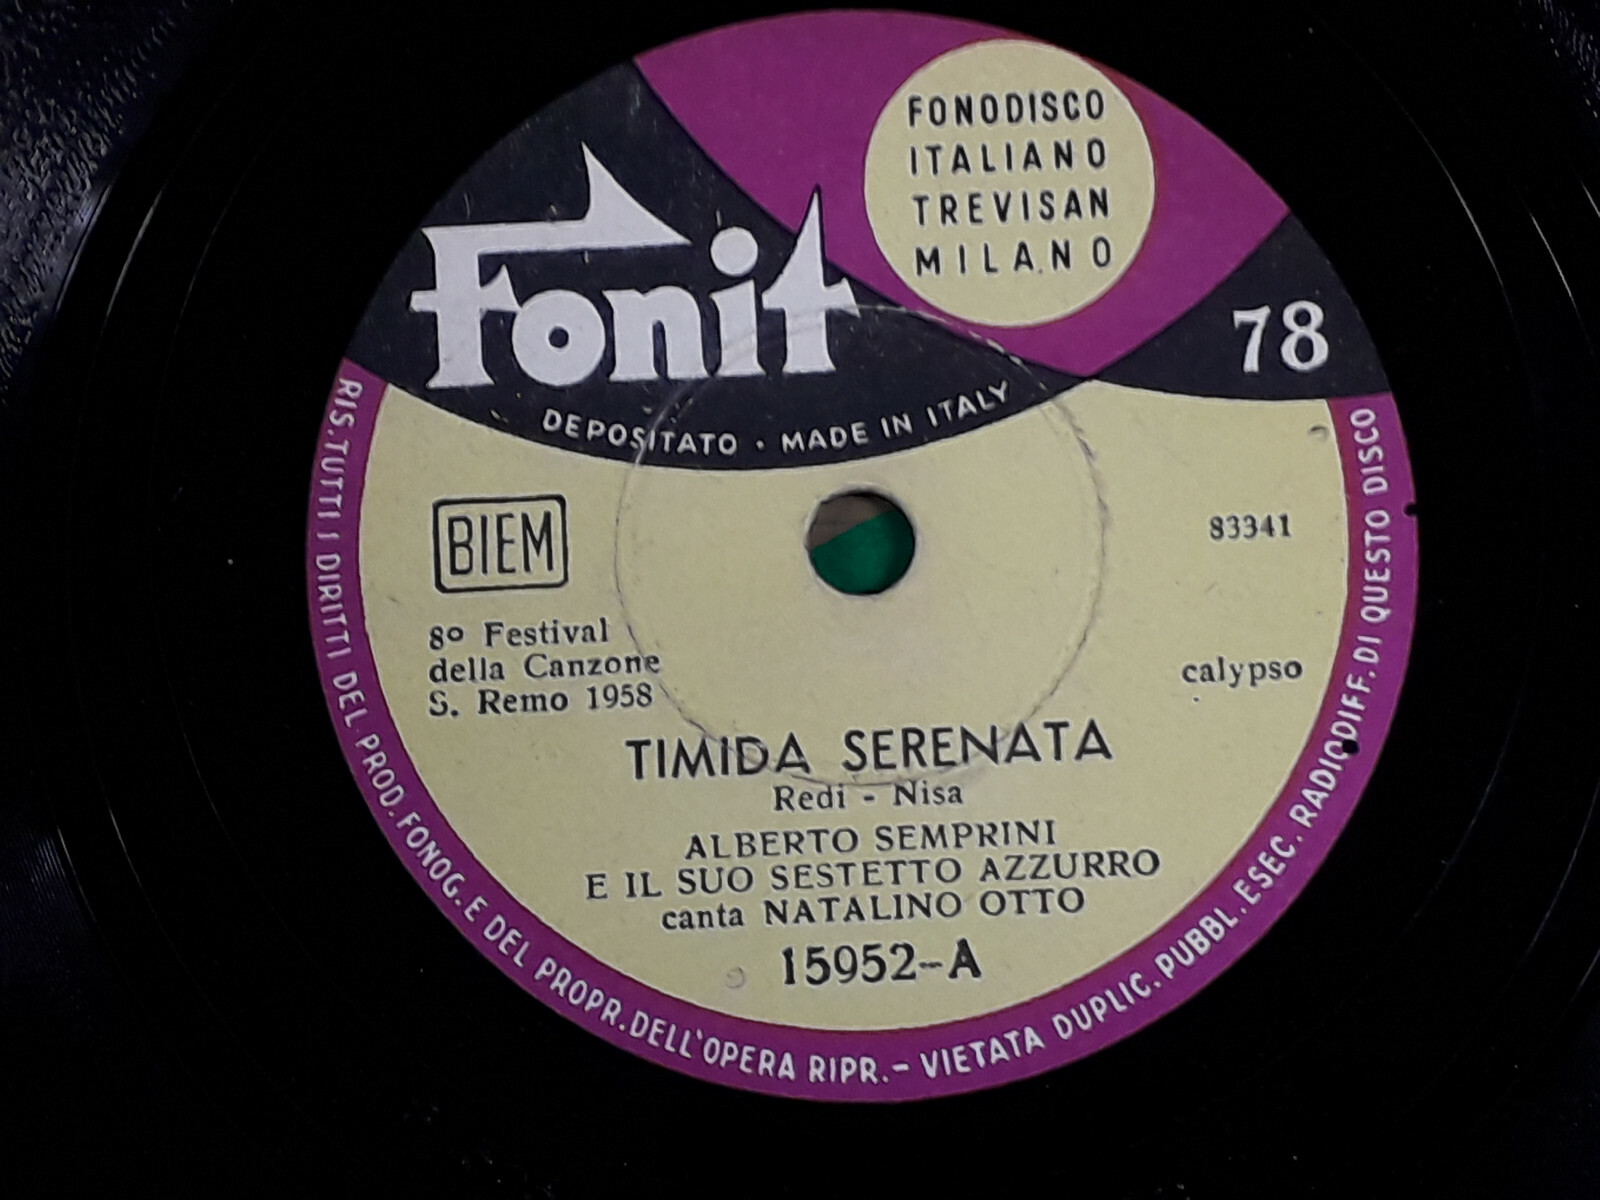 FONODISCO
ITALIANO
TREVISAN
MILANO
Fonit
78
DEPOSITATO · MADE IN ITALY
BIEM
83341
8º Festival
della Canzone
S. Remo 1958
calypso
TIMIDA SERENATA
Redi - Nisa
ALBERTO SEMPRINI
E IL SUO SESTETTO AZZURRO
canta NATALINO OTTO
15952-A
RIS. TUTTI I DIRITTI DEL PROD. FONOG. E DEL PROPR. DELL'OPERA RIPR. - VIETATA DUPLIC. PUBBL. ESEC. RADIODIFF. DI QUESTO DISCO